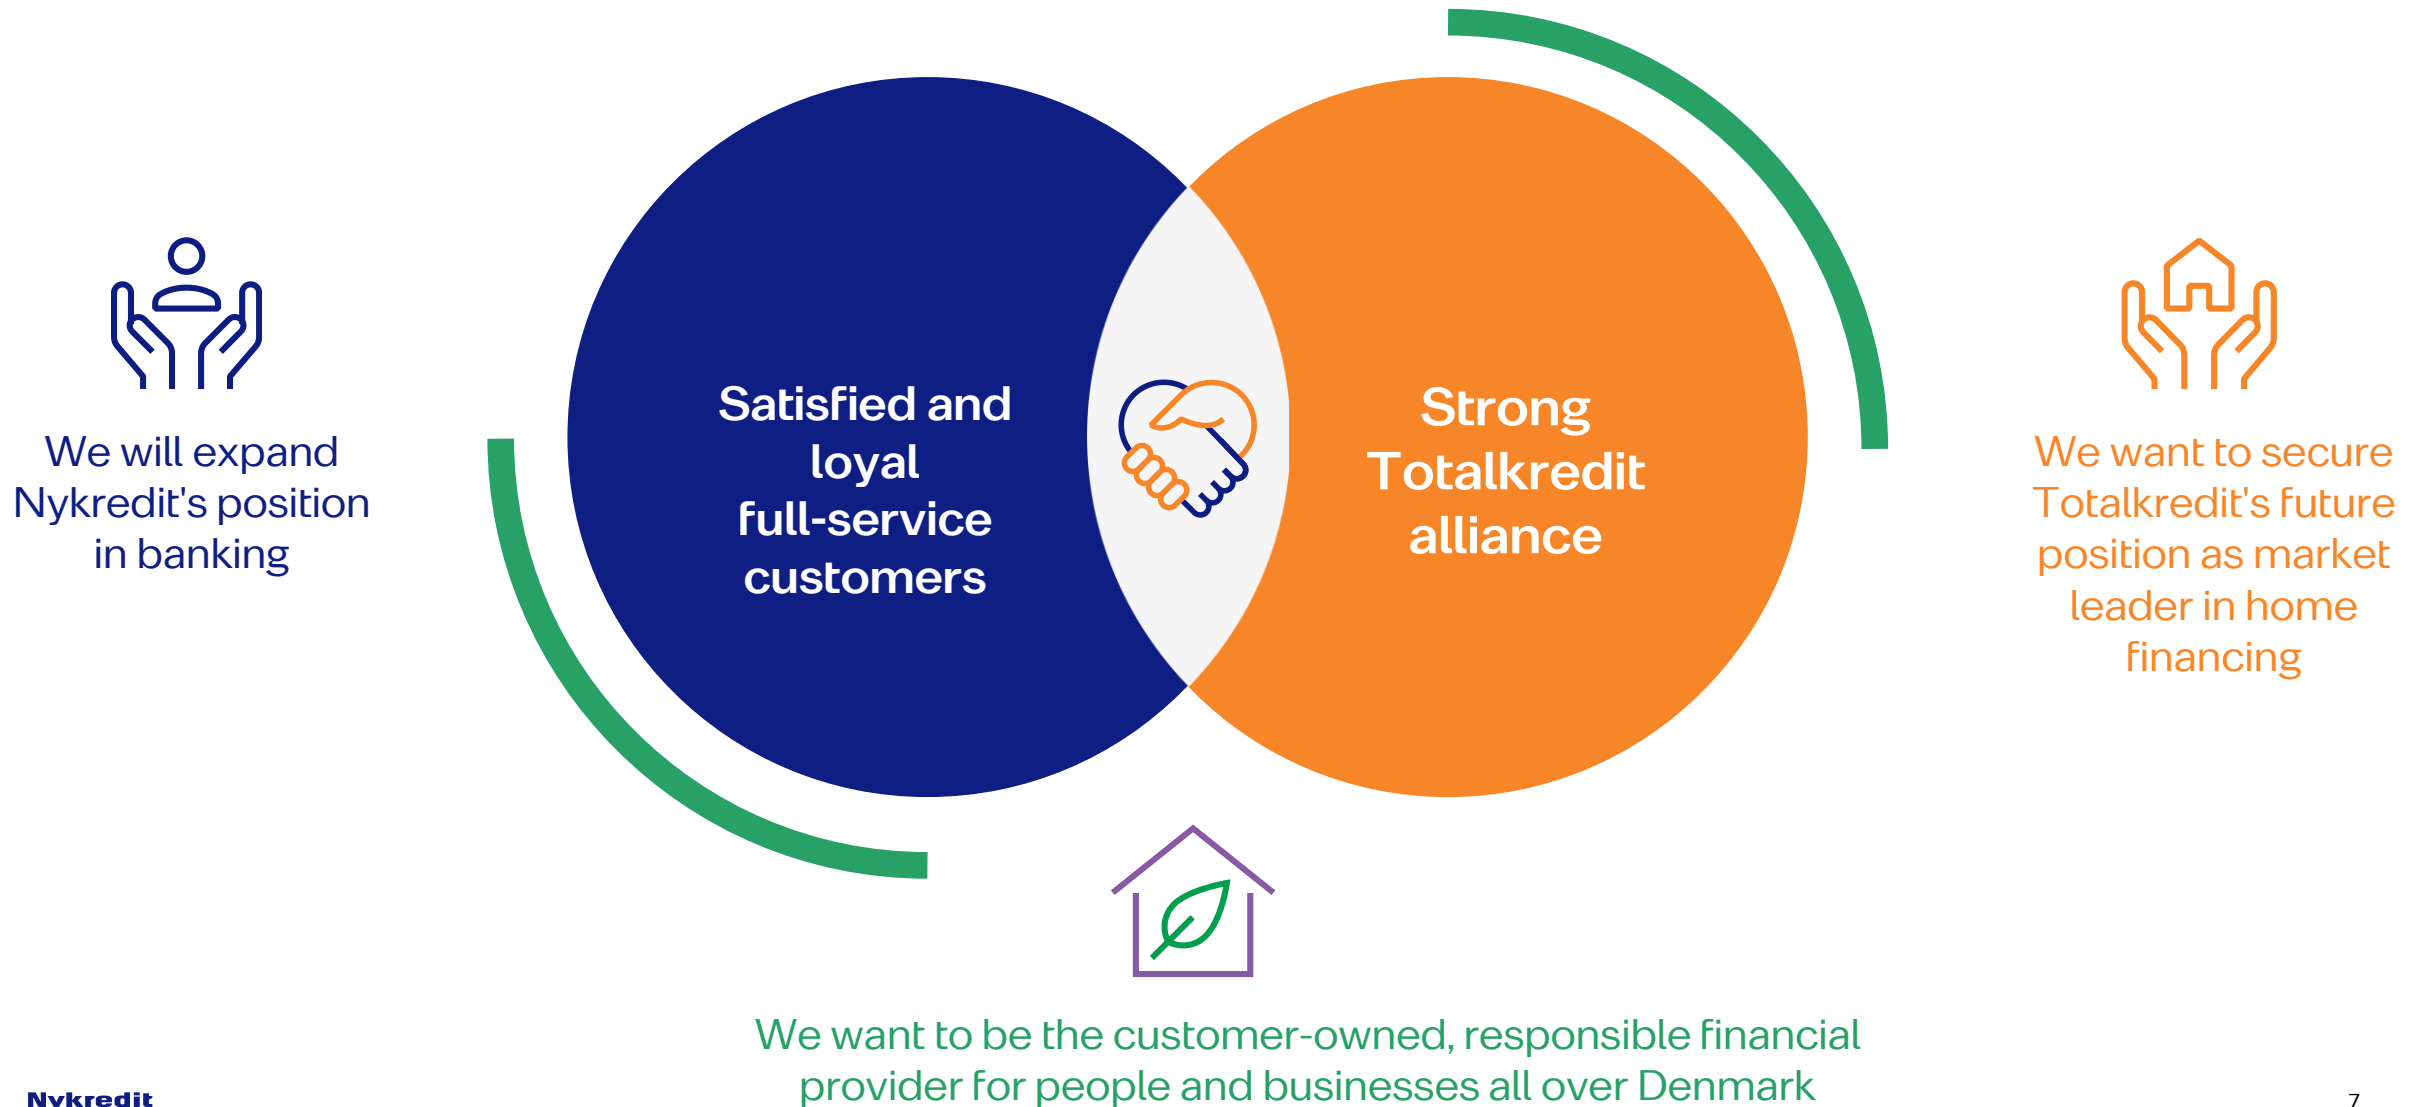 We will expand
Nykredit's position
in banking
Satisfied and
loyal
full-service
customers
Strong
Totalkredit
alliance
We want to secure
Totalkredit's future
position as market
leader in home
financing
We want to be the customer-owned, responsible financial
provider for people and businesses all over Denmark
Nykredit
7